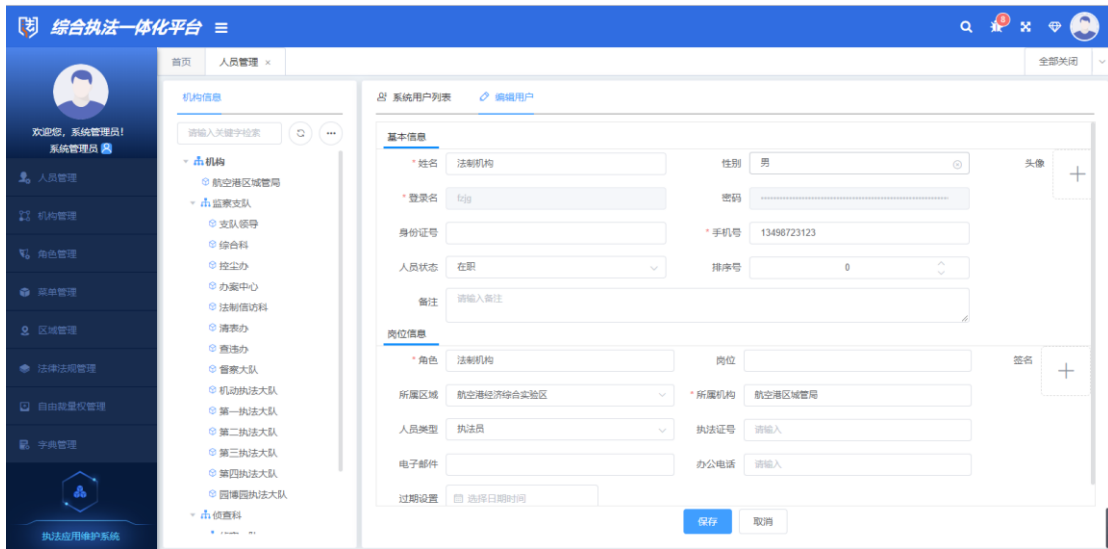 综合执法一体化平台
8
首页 人员管理 × 全部关闭
欢迎您，系统管理员！
系统管理员
人员管理
机构管理
角色管理
菜单管理
区域管理
法律法规管理
自由裁量权管理
字典管理
执法应用维护系统
机构信息
请输入关键字检索
机构
航空港区城管局
监察支队
支队领导
综合科
控尘办
办案中心
法制信访科
清表办
查违办
督察大队
机动执法大队
第一执法大队
第二执法大队
第三执法大队
第四执法大队
园博园执法大队
侦查科
系统用户列表 编辑用户
基本信息
* 姓名 法制机构 性别 男 头像
* 登录名 fzjg 密码
身份证号 * 手机号 13498723123
人员状态 在职 排序号 0
备注 请输入备注
岗位信息
* 角色 法制机构 岗位 签名
所属区域 航空港经济综合实验区 * 所属机构 航空港区城管局
人员类型 执法员 执法证号 请输入
电子邮件 办公电话 请输入
过期设置 选择日期时间
保存 取消